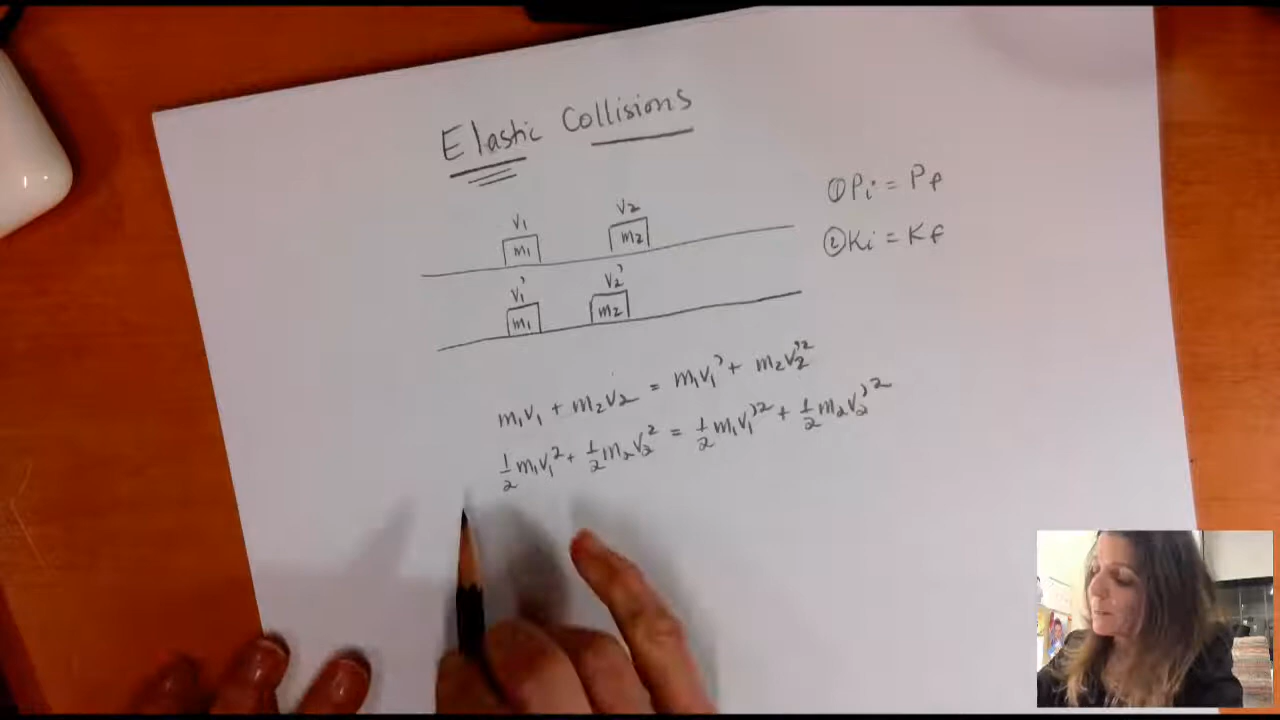 Elastic Collisions
① Pi = Pf
v1 v2
m1 m2
② Ki = Kf
v1' v2'
m1 m2
m1v1 + m2v2 = m1v1' + m2v2'²
½m1v1² + ½m2v2² = ½m1v1'² + ½m2v2'²